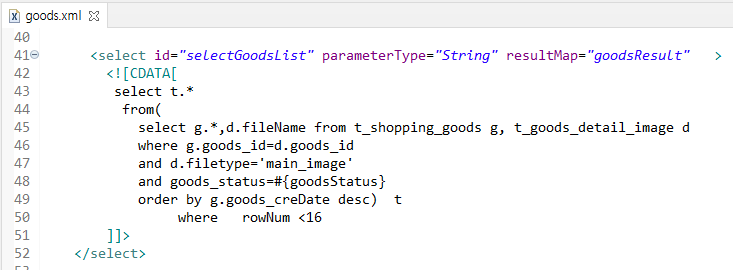 goods.xml
40
41 <select id="selectGoodsList" parameterType="String" resultMap="goodsResult" >
42 <![CDATA[
43 select t.*
44 from(
45 select g.*,d.fileName from t_shopping_goods g, t_goods_detail_image d
46 where g.goods_id=d.goods_id
47 and d.filetype='main_image'
48 and goods_status=#{goodsStatus}
49 order by g.goods_creDate desc) t
50 where rowNum <16
51 ]]>
52 </select>